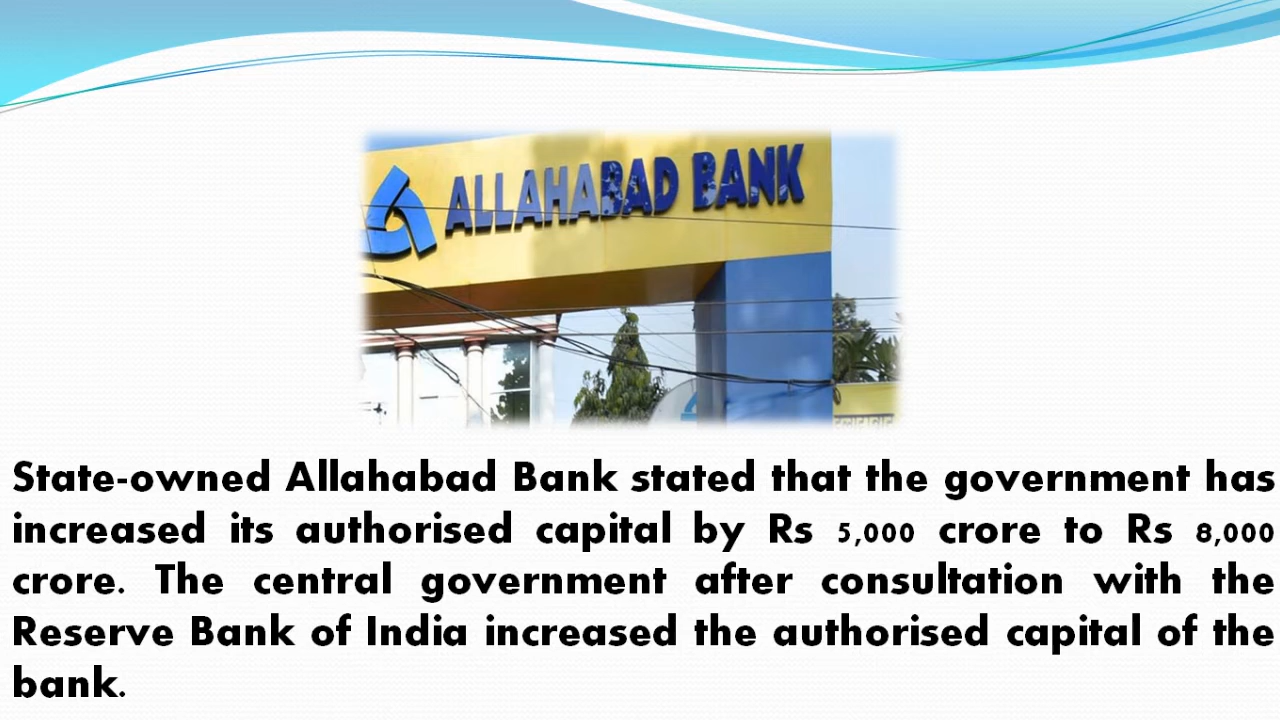 ALLAHABAD BANK
State-owned Allahabad Bank stated that the government has
increased its authorised capital by Rs 5,000 crore to Rs 8,000
crore. The central government after consultation with the
Reserve Bank of India increased the authorised capital of the
bank.